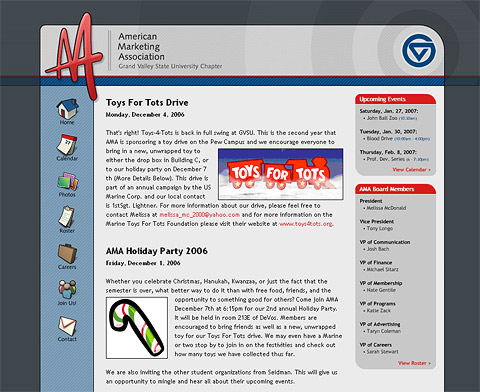 American
Marketing
Association
Grand Valley State University Chapter
Home
Calendar
Photos
Roster
Careers
Join Us!
Contact
Toys For Tots Drive
Monday, December 4, 2006
That's right! Toys-4-Tots is back in full swing at GVSU. This is the second year that
AMA is sponsoring a toy drive on the Pew Campus and we encourage everyone to
bring in a new, unwrapped toy to
either the drop box in Building C, or
to our holiday party on December 7
th (More Details Below). This drive is
part of an annual campaign by the US
Marine Corp. and our local contact
is 1stSgt. Lightner. For more information about our drive, please feel free to
contact Melissa at melissa_mc_2000@yahoo.com and for more information on the
Marine Toys For Tots Foundation please visit their website at www.toys4tots.org.
TOYS FOR TOTS
AMA Holiday Party 2006
Friday, December 1, 2006
Whether you celebrate Christmas, Hanukah, Kwanzaa, or just the fact that the
semester is over, what better way to do it than with free food, friends, and the
opportunity to something good for others? Come join AMA
December 7th at 6:15pm for our 2nd annual Holiday Party.
It will be held in room 213E of DeVos. Members are
encouraged to bring friends as well as a new, unwrapped
toy for our Toys For Tots drive. We may even have a Marine
or two stop by to join in on the festivities and check out
how many toys we have collected thus far.
We are also inviting the other student organizations from Seidman. This will give us
an opportunity to mingle and hear all about their upcoming events.
Upcoming Events
Saturday, Jan. 27, 2007:
• John Ball Zoo (10:30am)
Tuesday, Jan. 30, 2007:
• Blood Drive (10:00am - 4:00pm)
Thursday, Feb. 8, 2007:
• Prof. Dev. Series (6 - 7:30pm)
View Calendar >
AMA Board Members
President
• Melissa McDonald
Vice President
• Tony Longo
VP of Communication
• Josh Bach
VP of Finance
• Michael Sitarz
VP of Membership
• Nate Gentile
VP of Programs
• Katie Zack
VP of Advertising
• Taryn Coleman
VP of Careers
• Sarah Stewart
View Roster >